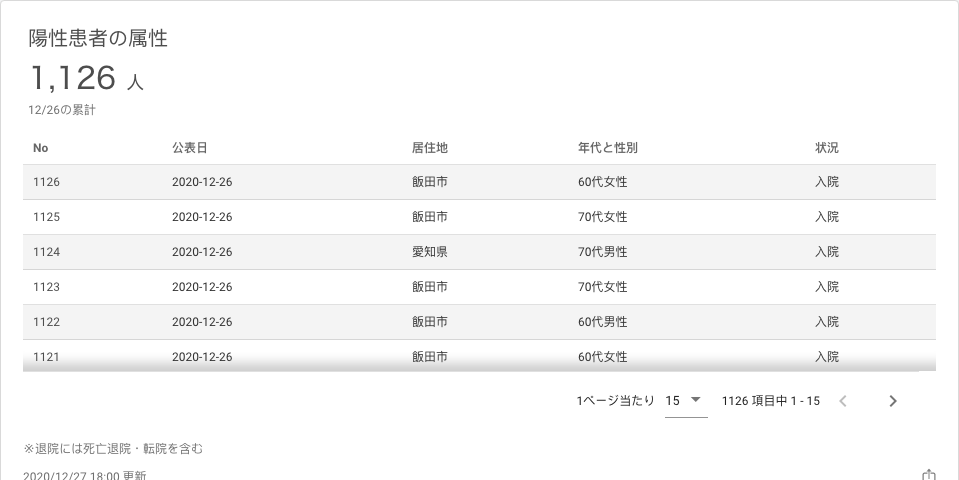 陽性患者の属性
1,126 人
12/26の累計
No 公表日 居住地 年代と性別 状況
1126 2020-12-26 飯田市 60代女性 入院
1125 2020-12-26 飯田市 70代女性 入院
1124 2020-12-26 愛知県 70代男性 入院
1123 2020-12-26 飯田市 70代女性 入院
1122 2020-12-26 飯田市 60代男性 入院
1121 2020-12-26 飯田市 60代女性 入院
1ページ当たり 15 1126 項目中 1 - 15
※退院には死亡退院・転院を含む
2020/12/27 18:00 更新